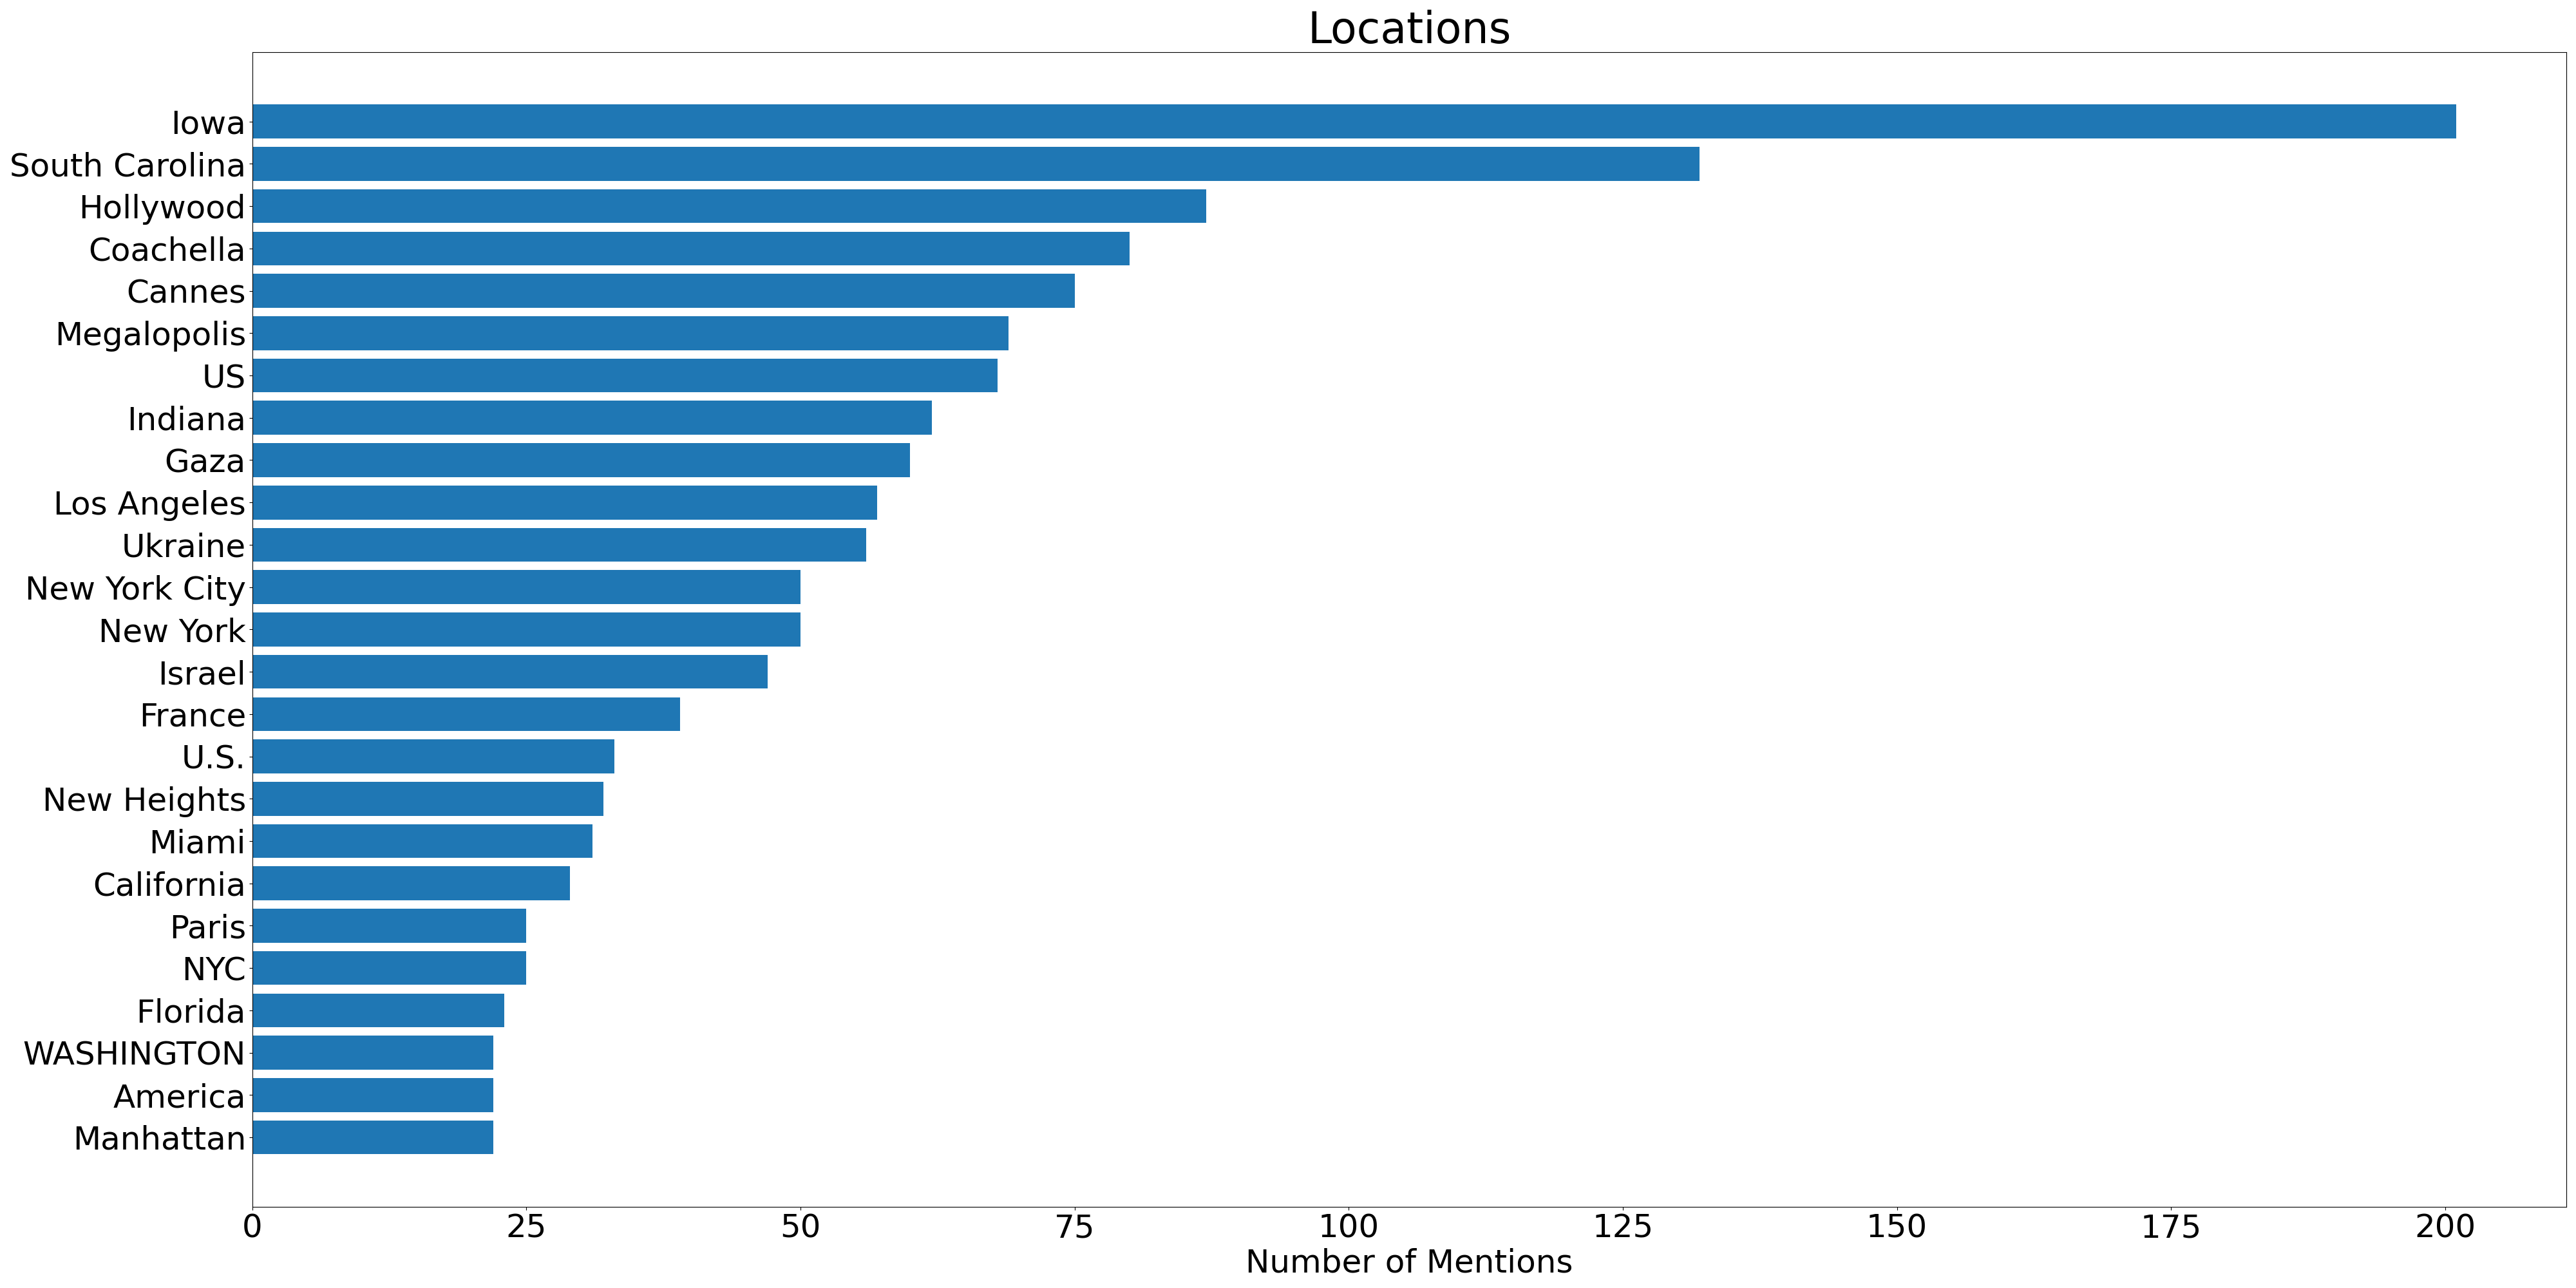 Locations
Iowa
South Carolina
Hollywood
Coachella
Cannes
Megalopolis
US
Indiana
Gaza
Los Angeles
Ukraine
New York City
New York
Israel
France
U.S.
New Heights
Miami
California
Paris
NYC
Florida
WASHINGTON
America
Manhattan
0 25 50 75 100 125 150 175 200
Number of Mentions